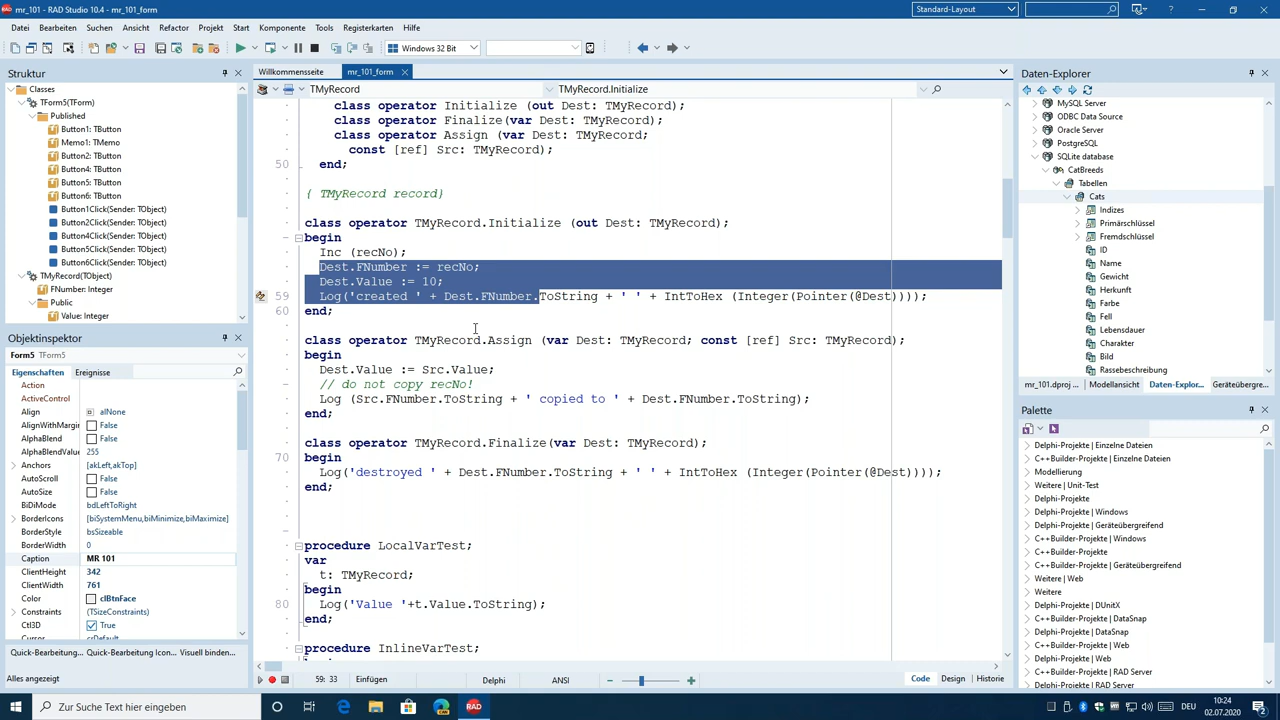 mr_101 - RAD Studio 10.4 - mr_101_form
Standard-Layout
?
Datei Bearbeiten Suchen Ansicht Refactor Projekt Start Komponente Tools Registerkarten Hilfe
Windows 32 Bit
Struktur
Classes
TForm5(TForm)
Published
Button1: TButton
Memo1: TMemo
Button2: TButton
Button4: TButton
Button5: TButton
Button6: TButton
Button1Click(Sender: TObject)
Button2Click(Sender: TObject)
Button4Click(Sender: TObject)
Button5Click(Sender: TObject)
Button6Click(Sender: TObject)
TMyRecord(TObject)
FNumber: Integer
Public
Value: Integer
Objektinspektor
Form5 TForm5
Eigenschaften Ereignisse
Action
ActiveControl
Align alNone
AlignWithMargin False
AlphaBlend False
AlphaBlendValue 255
Anchors [akLeft,akTop]
AutoScroll False
AutoSize False
BiDiMode bdLeftToRight
BorderIcons [biSystemMenu,biMinimize,biMaximize]
BorderStyle bsSizeable
BorderWidth 0
Caption MR 101
ClientHeight 342
ClientWidth 761
Color clBtnFace
Constraints (TSizeConstraints)
Ctl3D True
Cursor crDefault
Quick-Bearbeitung... Quick-Bearbeitung Icon... Visuell binden...
Alles angezeigt
Willkommensseite mr_101_form
TMyRecord TMyRecord.Initialize
class operator Initialize (out Dest: TMyRecord);
class operator Finalize(var Dest: TMyRecord);
class operator Assign (var Dest: TMyRecord;
const [ref] Src: TMyRecord);
50 end;
{ TMyRecord record}
class operator TMyRecord.Initialize (out Dest: TMyRecord);
begin
Inc (recNo);
Dest.FNumber := recNo;
Dest.Value := 10;
59 Log('created ' + Dest.FNumber.ToString + ' ' + IntToHex (Integer(Pointer(@Dest))));
60 end;
class operator TMyRecord.Assign (var Dest: TMyRecord; const [ref] Src: TMyRecord);
begin
Dest.Value := Src.Value;
// do not copy recNo!
Log (Src.FNumber.ToString + ' copied to ' + Dest.FNumber.ToString);
end;
class operator TMyRecord.Finalize(var Dest: TMyRecord);
70 begin
Log('destroyed ' + Dest.FNumber.ToString + ' ' + IntToHex (Integer(Pointer(@Dest))));
end;
procedure LocalVarTest;
var
t: TMyRecord;
begin
80 Log('Value '+t.Value.ToString);
end;
procedure InlineVarTest;
59: 33 Einfügen Delphi ANSI Code Design Historie
Daten-Explorer
MySQL Server
ODBC Data Source
Oracle Server
PostgreSQL
SQLite database
CatBreeds
Tabellen
Cats
Indizes
Primärschlüssel
Fremdschlüssel
ID
Name
Gewicht
Herkunft
Farbe
Fell
Lebensdauer
Charakter
Bild
Rassebeschreibung
mr_101.dproj ... Modellansicht Daten-Explor... Geräteübergre...
Palette
Delphi-Projekte | Einzelne Dateien
C++Builder-Projekte | Einzelne Dateien
Modellierung
Weitere | Unit-Test
Delphi-Projekte
Delphi-Projekte | Windows
Delphi-Projekte | Geräteübergreifend
C++Builder-Projekte | Windows
C++Builder-Projekte
C++Builder-Projekte | Geräteübergreifend
Weitere | Web
Weitere
Delphi-Projekte | DUnitX
C++Builder-Projekte | DataSnap
Delphi-Projekte | DataSnap
C++Builder-Projekte | Web
Delphi-Projekte | Web
C++Builder-Projekte | RAD Server
Delphi-Projekte | RAD Server
Zur Suche Text hier eingeben
RAD
10:24
02.07.2020
2